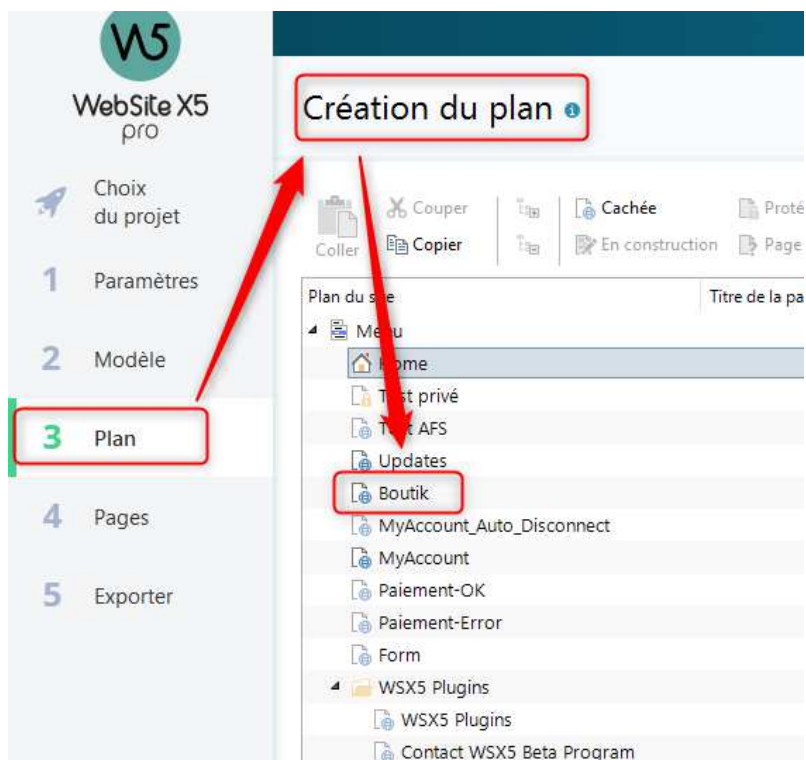 W5
WebSite X5
pro
Choix
du projet
1 Paramètres
2 Modèle
3 Plan
4 Pages
5 Exporter
Création du plan
Coller
Couper
Copier
Cachée
En construction
Proté
Page
Plan du site
Titre de la pa
Menu
Home
Test privé
Test AFS
Updates
Boutik
MyAccount_Auto_Disconnect
MyAccount
Paiement-OK
Paiement-Error
Form
WSX5 Plugins
WSX5 Plugins
Contact WSX5 Beta Program